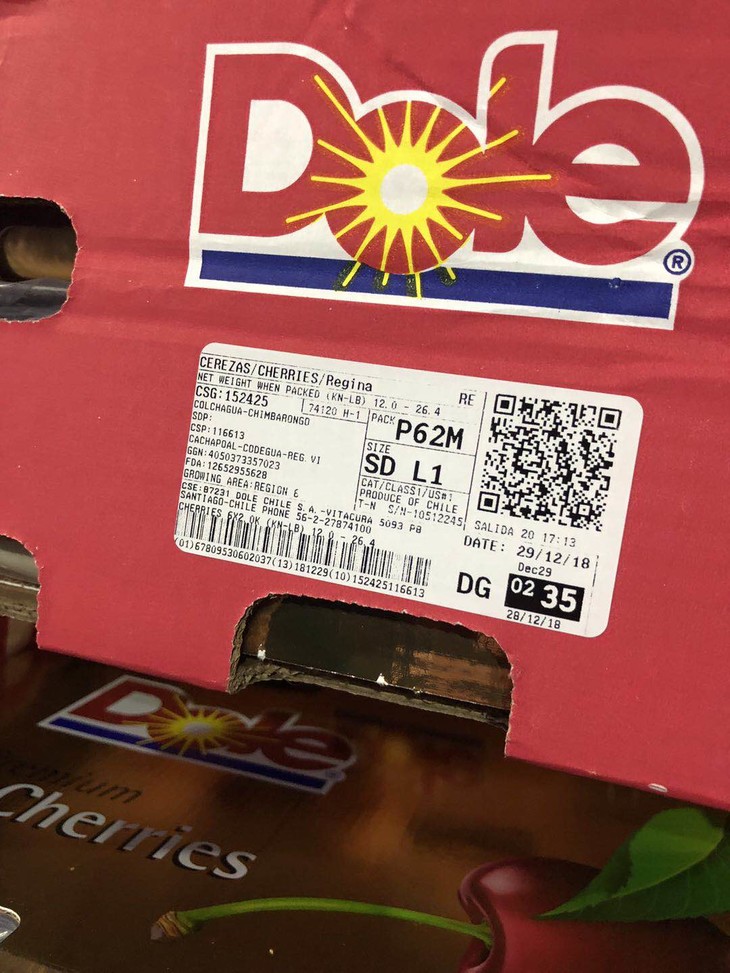 Dole®
CEREZAS/CHERRIES/Regina
RE
NET WEIGHT WHEN PACKED (KN-LB) 12.0 - 26.4
CSG:152425
74120 H-1
PACK
P62M
COLCHAGUA-CHIMBARONGO
SDP:
CSP:116613
SIZE
SD L1
CACHAPOAL-CODEGUA-REG. VI
GGN:4050373357023
CAT/CLASS1/US#1
FDA:12652955628
PRODUCE OF CHILE
GROWING AREA:REGION 6
T-N S/N-10512245
CSE:87231 DOLE CHILE S.A.-VITACURA 5093 P8
SANTIAGO-CHILE PHONE 56-2-27874100
CHERRIES 6X2.0K (KN-LB) 12.0 - 26.4
(01)67809530602037(13)181229(10)152425116613
SALIDA 20 17:13
DATE: 29/12/18
Dec29
DG 02 35
28/12/18
Dole
Premium
Cherries